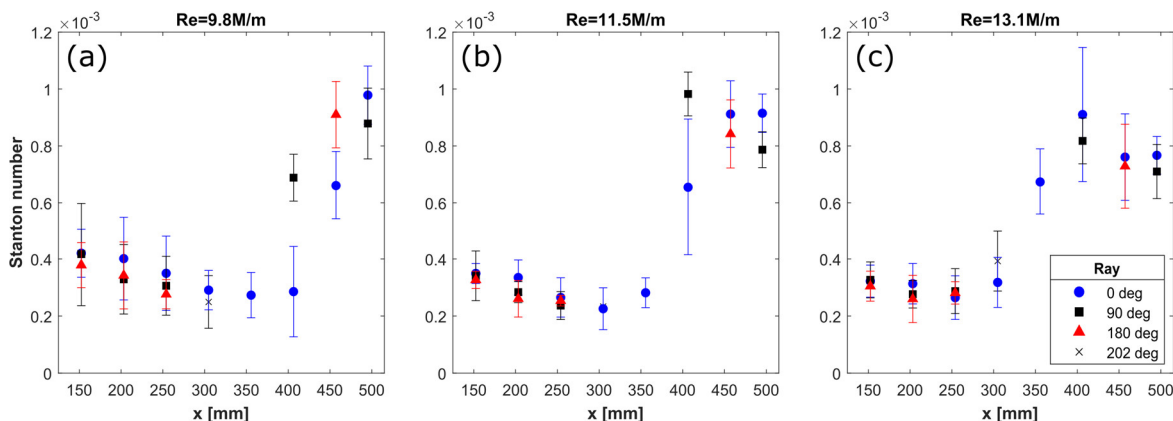 Re=9.8M/m
Re=11.5M/m
Re=13.1M/m
×10⁻³
×10⁻³
×10⁻³
(a)
(b)
(c)
Stanton number
1.2
1
0.8
0.6
0.4
0.2
0
1.2
1
0.8
0.6
0.4
0.2
0
1.2
1
0.8
0.6
0.4
0.2
0
Ray
0 deg
90 deg
180 deg
202 deg
150 200 250 300 350 400 450 500
150 200 250 300 350 400 450 500
150 200 250 300 350 400 450 500
x [mm]
x [mm]
x [mm]